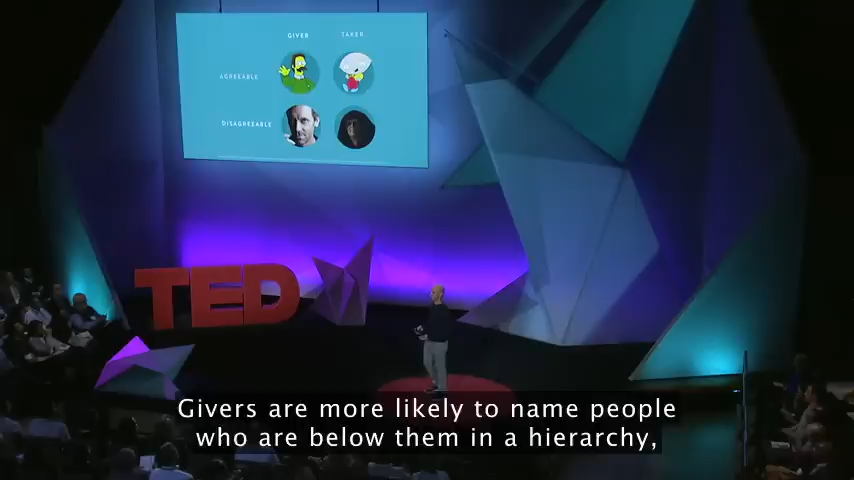 GIVER TAKER
AGREEABLE
DISAGREEABLE
TED
Givers are more likely to name people
who are below them in a hierarchy,